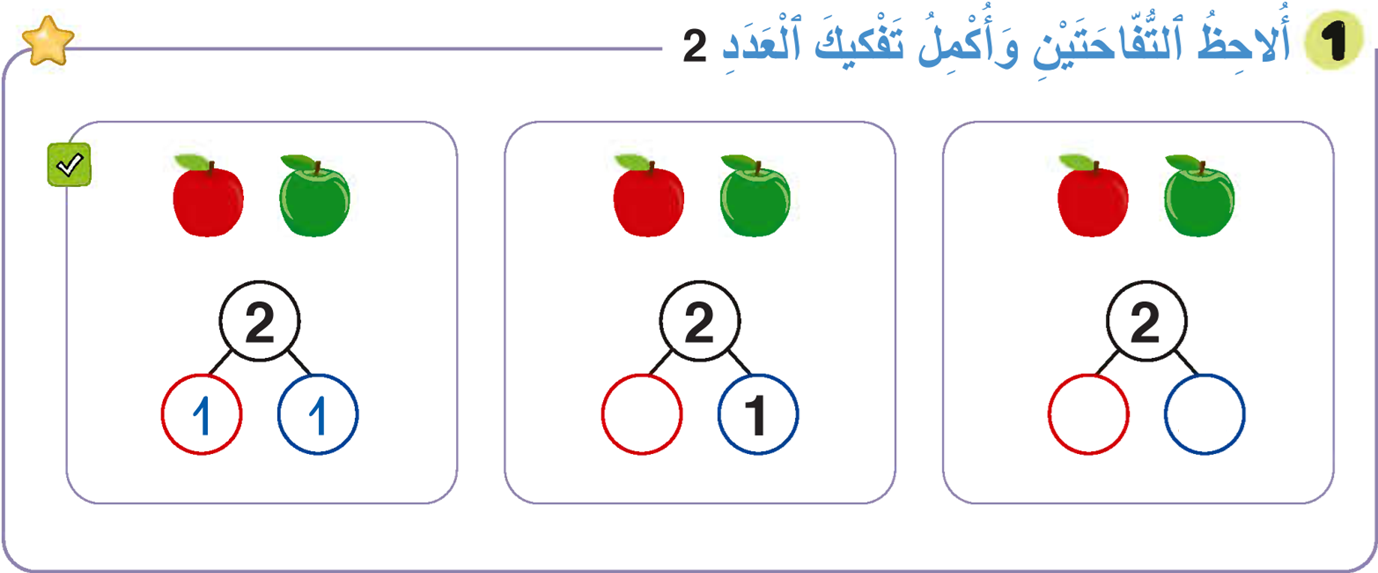 1 أُلاحِظُ ٱلتُّفّاحَتَيْنِ وَأُكْمِلُ تَفْكيكَ ٱلْعَدَدِ 2
2 2 2
1 1 1